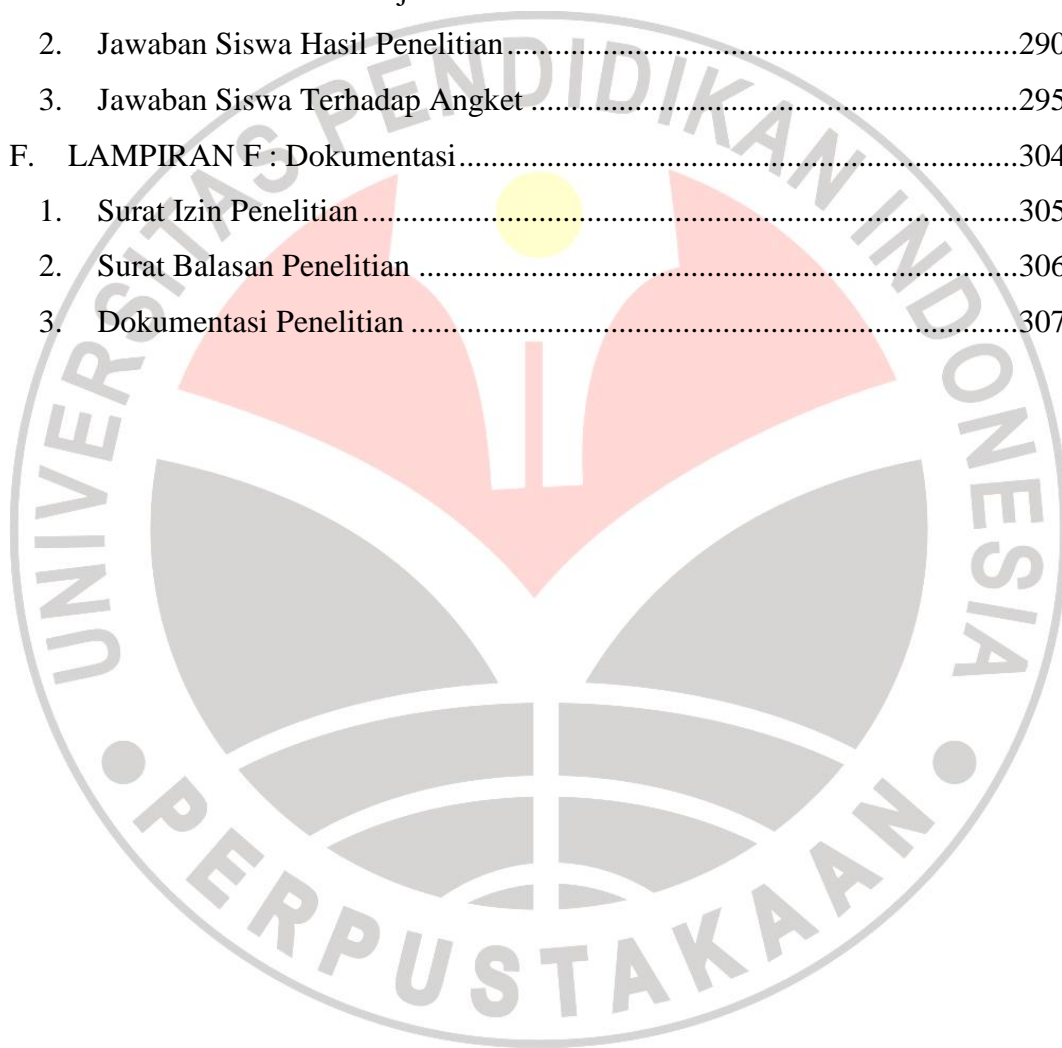 2. Jawaban Siswa Hasil Penelitian.....290
3. Jawaban Siswa Terhadap Angket.....295
F. LAMPIRAN F : Dokumentasi.....304
1. Surat Izin Penelitian.....305
2. Surat Balasan Penelitian.....306
3. Dokumentasi Penelitian.....307
UNIVERSITAS PENDIDIKAN INDONESIA
PERPUSTAKAAN